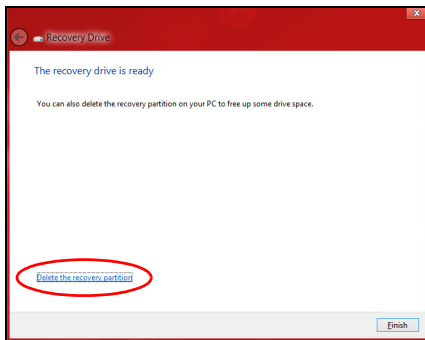 x
Recovery Drive
The recovery drive is ready
You can also delete the recovery partition on your PC to free up some drive space.
Delete the recovery partition
Finish